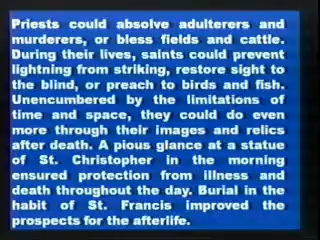 Priests could absolve adulterers and
murderers, or bless fields and cattle.
During their lives, saints could prevent
lightning from striking, restore sight to
the blind, or preach to birds and fish.
Unencumbered by the limitations of
time and space, they could do even
more through their images and relics
after death. A pious glance at a statue
of St. Christopher in the morning
ensured protection from illness and
death throughout the day. Burial in the
habit of St. Francis improved the
prospects for the afterlife.